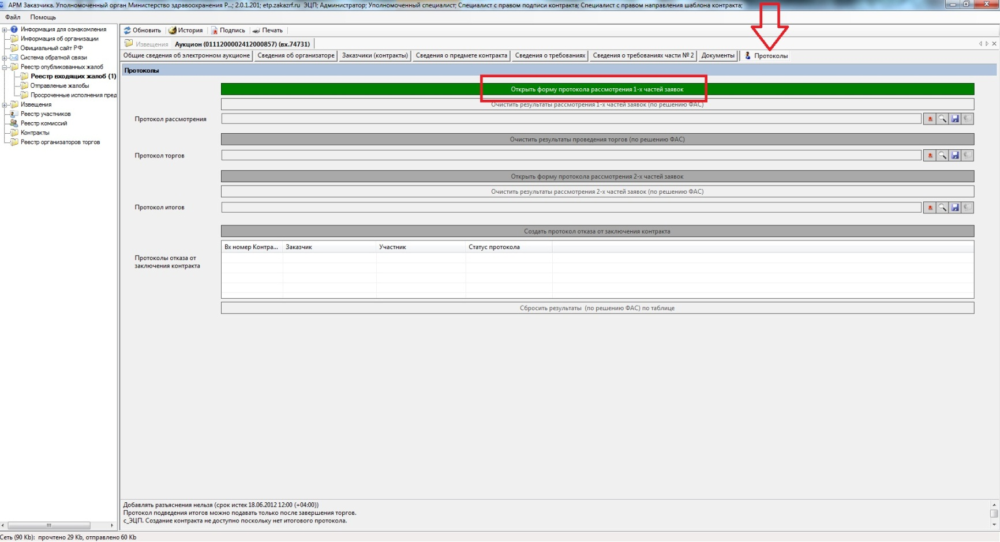 АРМ Заказчика. Уполномоченный орган Министерство здравоохранения Р...; 2.0.1.201; etp.zakazrf.ru ЭЦП; Администратор; Уполномоченный специалист; Специалист с правом подписи контракта; Специалист с правом направления шаблона контракта;
Файл Помощь
Информация для ознакомления
Информация об организации
Официальный сайт РФ
Система обратной связи
Реестр опубликованных жалоб
Реестр входящих жалоб (1)
Отправленые жалобы
Просроченные исполнения пред
Извещения
Реестр участников
Реестр комиссий
Контракты
Реестр организаторов торгов
Обновить История Подпись Печать
Извещения Аукцион (0111200002412000857) (вх.74731)
Общие сведения об электронном аукционе Сведения об организаторе Заказчики (контракты) Сведения о предмете контракта Сведения о требованиях Сведения о требованиях части № 2 Документы Протоколы
Протоколы
Открыть форму протокола рассмотрения 1-х частей заявок
Очистить результаты рассмотрения 1-х частей заявок (по решению ФАС)
Протокол рассмотрения
Очистить результаты проведения торгов (по решению ФАС)
Протокол торгов
Открыть форму протокола рассмотрения 2-х частей заявок
Очистить результаты рассмотрения 2-х частей заявок (по решению ФАС)
Протокол итогов
Создать протокол отказа от заключения контракта
Вх номер Контра... Заказчик Участник Статус протокола
Протоколы отказа от
заключения контракта
Сбросить результаты (по решению ФАС) по таблице
Добавлять разъяснения нельзя (срок истек 18.06.2012 12:00 (+04:00))
Протокол подведения итогов можно подавать только после завершения торгов.
с_ЭЦП. Создание контракта не доступно поскольку нет итогового протокола.
Сеть (90 Kb): прочтено 29 Kb, отправлено 60 Kb